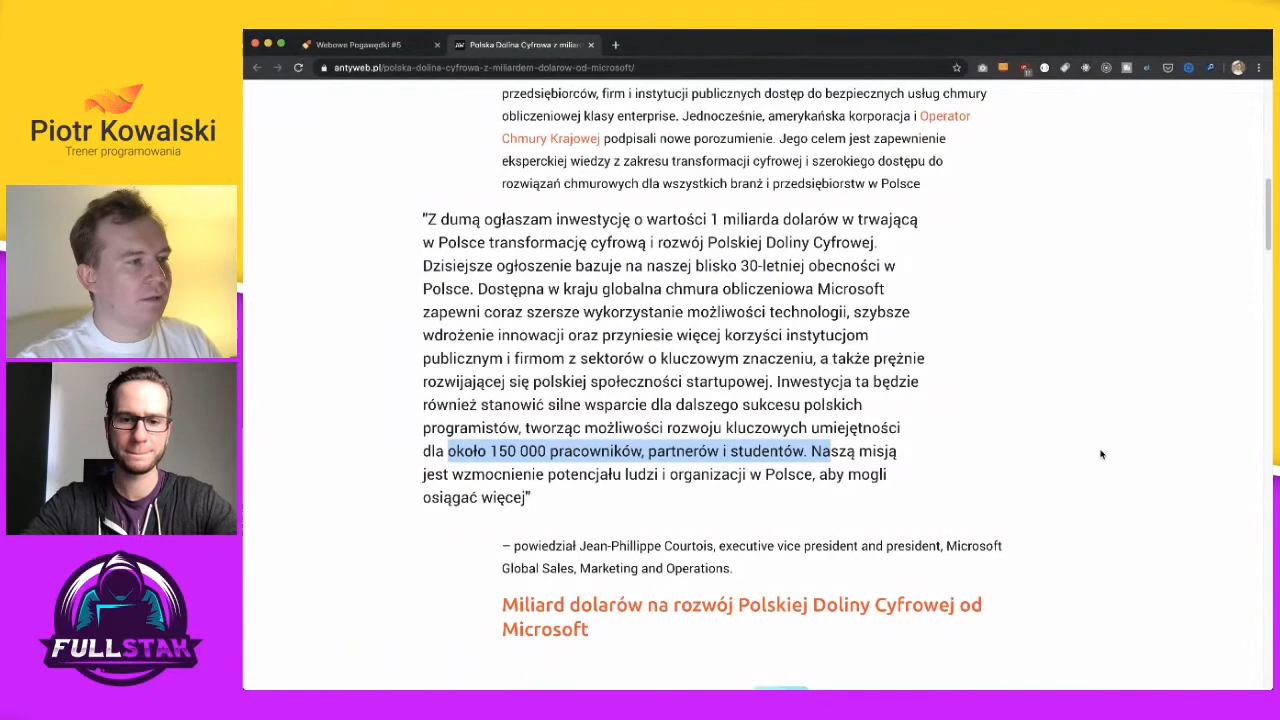 Piotr Kowalski
Trener programowania
FULLSTAK
Webowe Pogawędki #5
Polska Dolina Cyfrowa z miliar
antyweb.pl/polska-dolina-cyfrowa-z-miliardem-dolarow-od-microsoft/
przedsiębiorców, firm i instytucji publicznych dostęp do bezpiecznych usług chmury
obliczeniowej klasy enterprise. Jednocześnie, amerykańska korporacja i Operator
Chmury Krajowej podpisali nowe porozumienie. Jego celem jest zapewnienie
eksperckiej wiedzy z zakresu transformacji cyfrowej i szerokiego dostępu do
rozwiązań chmurowych dla wszystkich branż i przedsiębiorstw w Polsce
"Z dumą ogłaszam inwestycję o wartości 1 miliarda dolarów w trwającą
w Polsce transformację cyfrową i rozwój Polskiej Doliny Cyfrowej.
Dzisiejsze ogłoszenie bazuje na naszej blisko 30-letniej obecności w
Polsce. Dostępna w kraju globalna chmura obliczeniowa Microsoft
zapewni coraz szersze wykorzystanie możliwości technologii, szybsze
wdrożenie innowacji oraz przyniesie więcej korzyści instytucjom
publicznym i firmom z sektorów o kluczowym znaczeniu, a także prężnie
rozwijającej się polskiej społeczności startupowej. Inwestycja ta będzie
również stanowić silne wsparcie dla dalszego sukcesu polskich
programistów, tworząc możliwości rozwoju kluczowych umiejętności
dla około 150 000 pracowników, partnerów i studentów. Naszą misją
jest wzmocnienie potencjału ludzi i organizacji w Polsce, aby mogli
osiągać więcej"
– powiedział Jean-Phillippe Courtois, executive vice president and president, Microsoft
Global Sales, Marketing and Operations.
Miliard dolarów na rozwój Polskiej Doliny Cyfrowej od
Microsoft